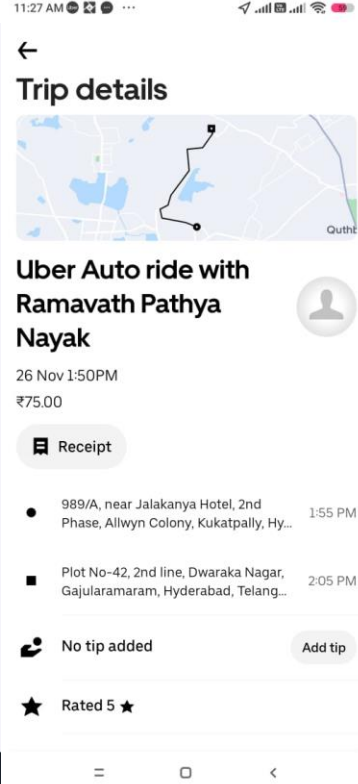 11:27 AM
59
Trip details
Quthb
Uber Auto ride with
Ramavath Pathya
Nayak
26 Nov 1:50PM
₹75.00
Receipt
989/A, near Jalakanya Hotel, 2nd
Phase, Allwyn Colony, Kukatpally, Hy...
1:55 PM
Plot No-42, 2nd line, Dwaraka Nagar,
Gajularamaram, Hyderabad, Telang...
2:05 PM
No tip added
Add tip
Rated 5